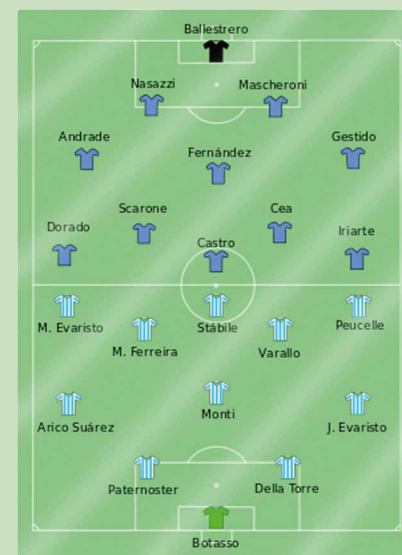 Ballestrero
Nasazzi
Mascheroni
Andrade
Fernández
Gestido
Scarone
Cea
Dorado
Castro
Iriarte
M. Evaristo
Stábile
Peucelle
M. Ferreira
Varallo
Monti
Arico Suárez
J. Evaristo
Paternoster
Della Torre
Botasso